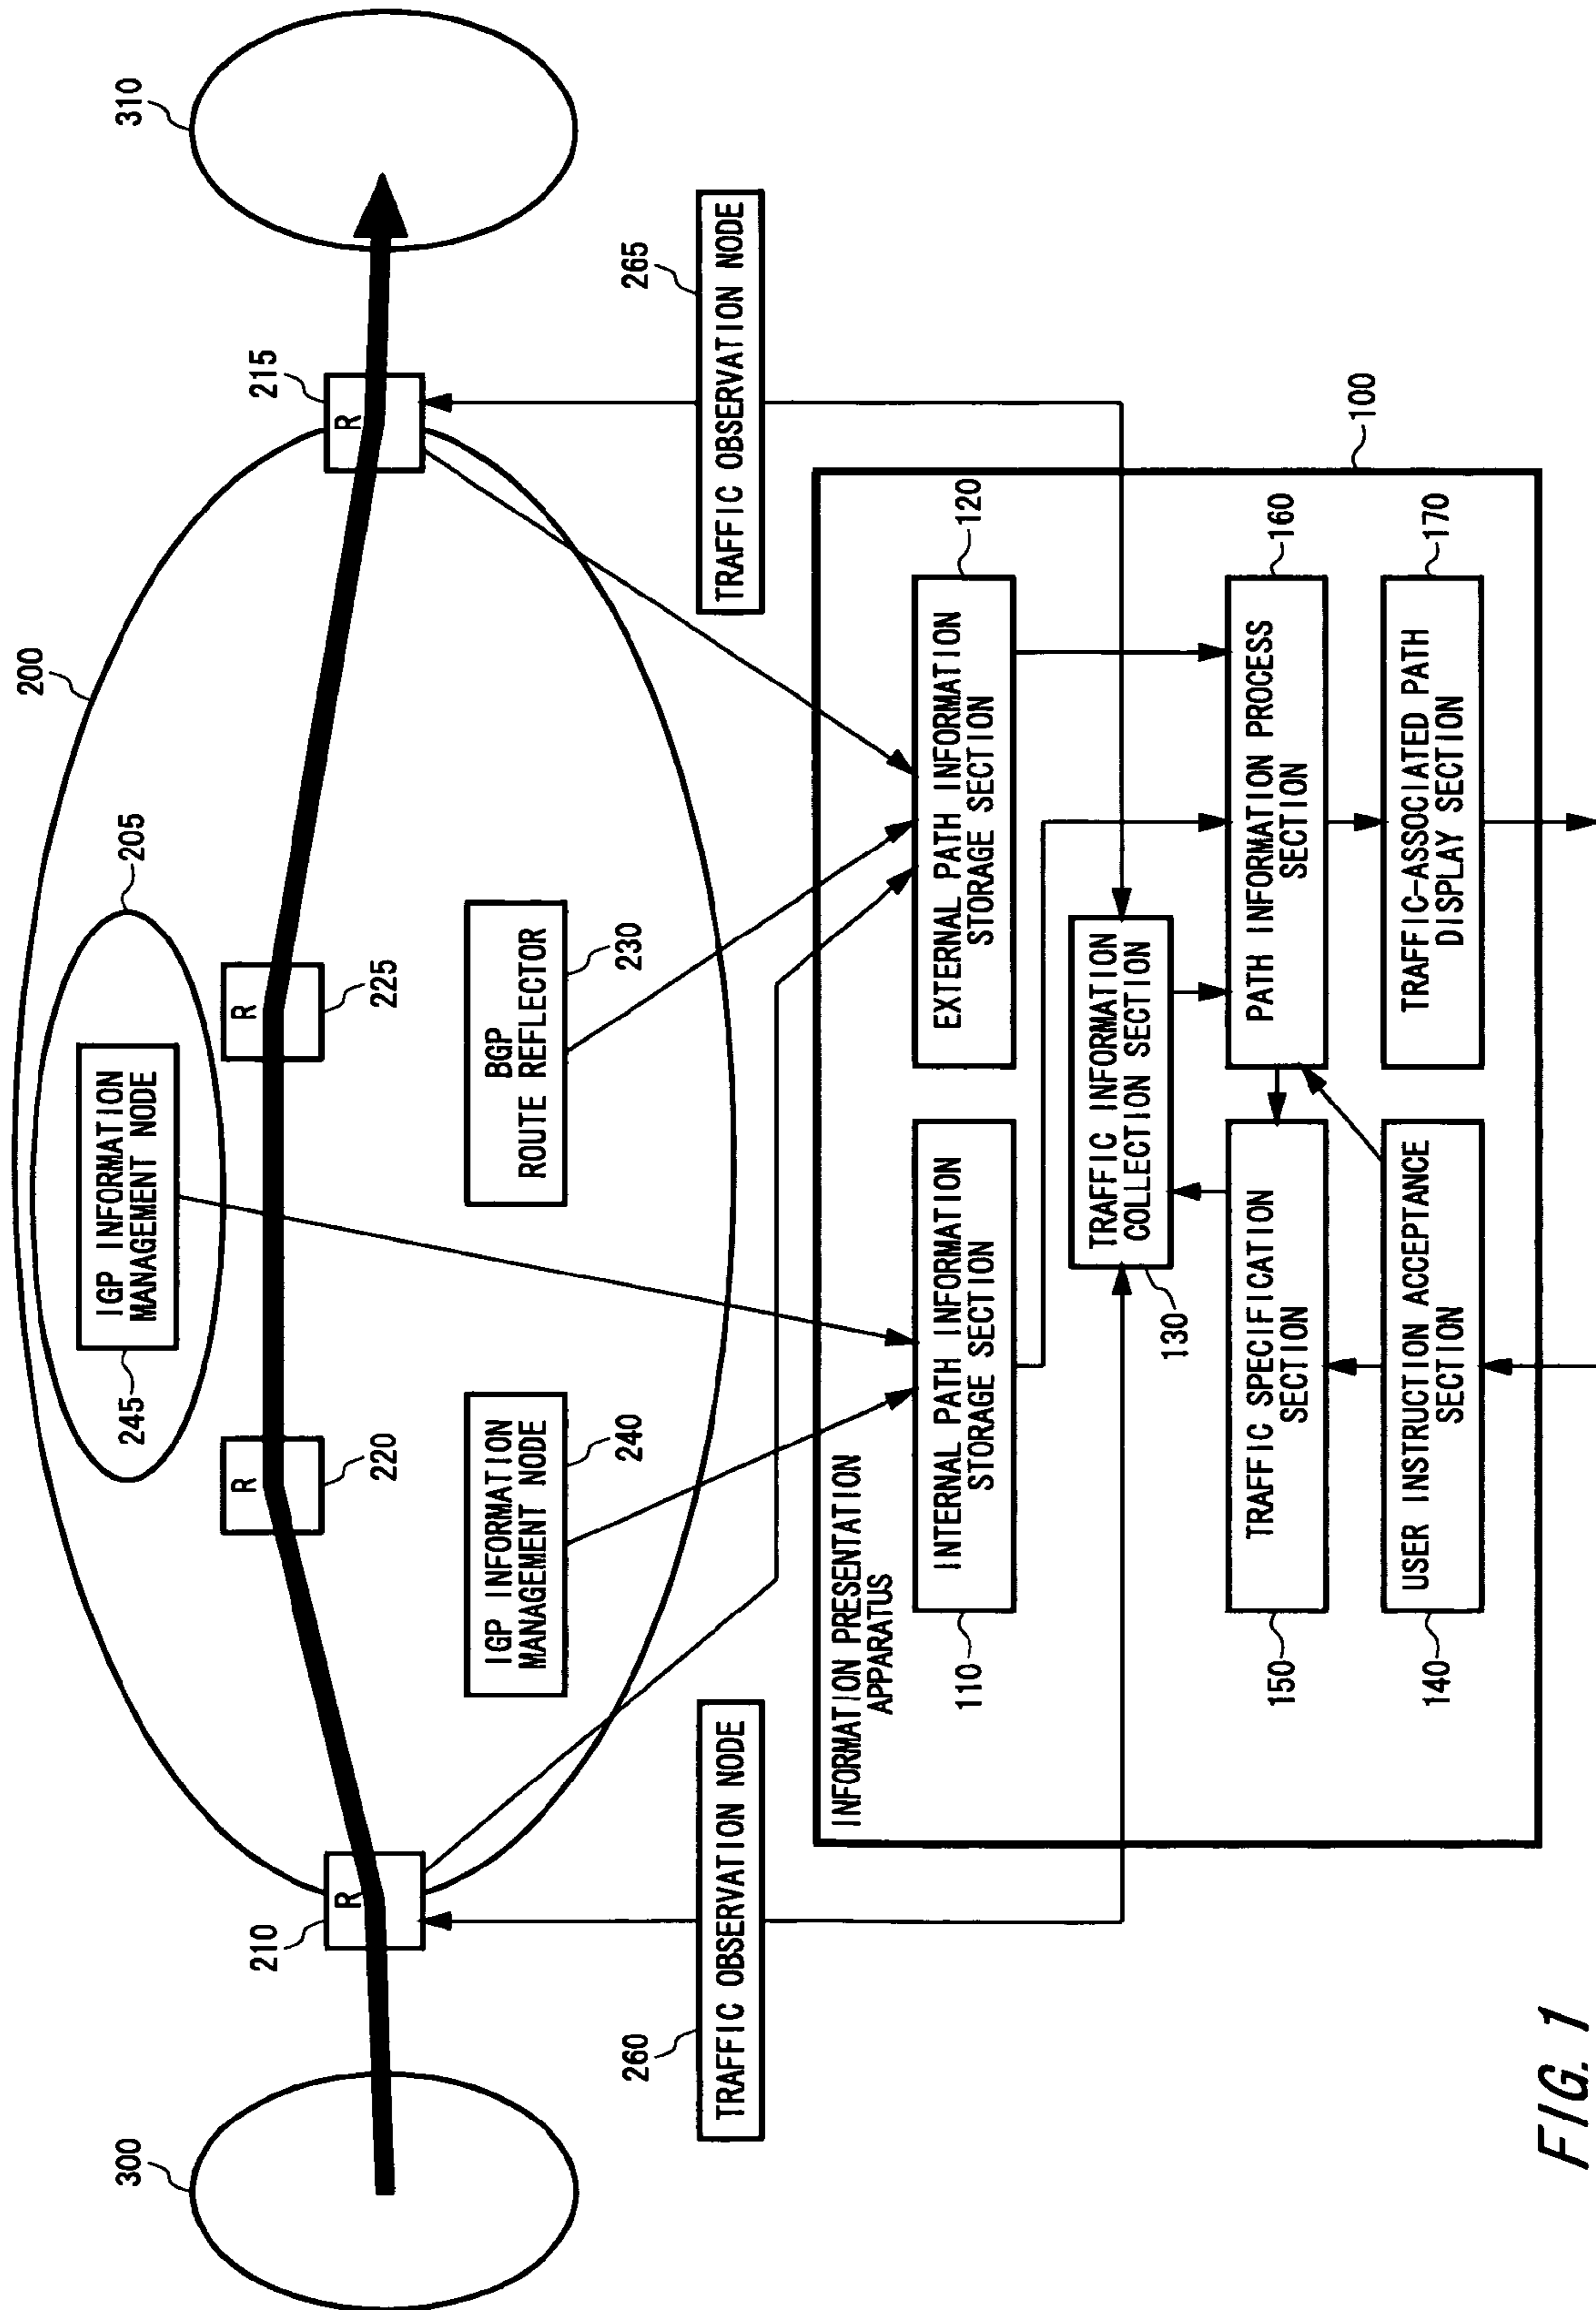 200
205
310
IGP INFORMATION
MANAGEMENT NODE
245
300
210
R
R
220
R
225
R
215
IGP INFORMATION
MANAGEMENT NODE
240
BGP
ROUTE REFLECTOR
230
260
TRAFFIC OBSERVATION NODE
265
TRAFFIC OBSERVATION NODE
INFORMATION PRESENTATION
APPARATUS
100
110
INTERNAL PATH INFORMATION
STORAGE SECTION
EXTERNAL PATH INFORMATION
STORAGE SECTION
120
TRAFFIC INFORMATION
COLLECTION SECTION
130
150
TRAFFIC SPECIFICATION
SECTION
PATH INFORMATION PROCESS
SECTION
160
140
USER INSTRUCTION ACCEPTANCE
SECTION
TRAFFIC-ASSOCIATED PATH
DISPLAY SECTION
170
FIG. 1